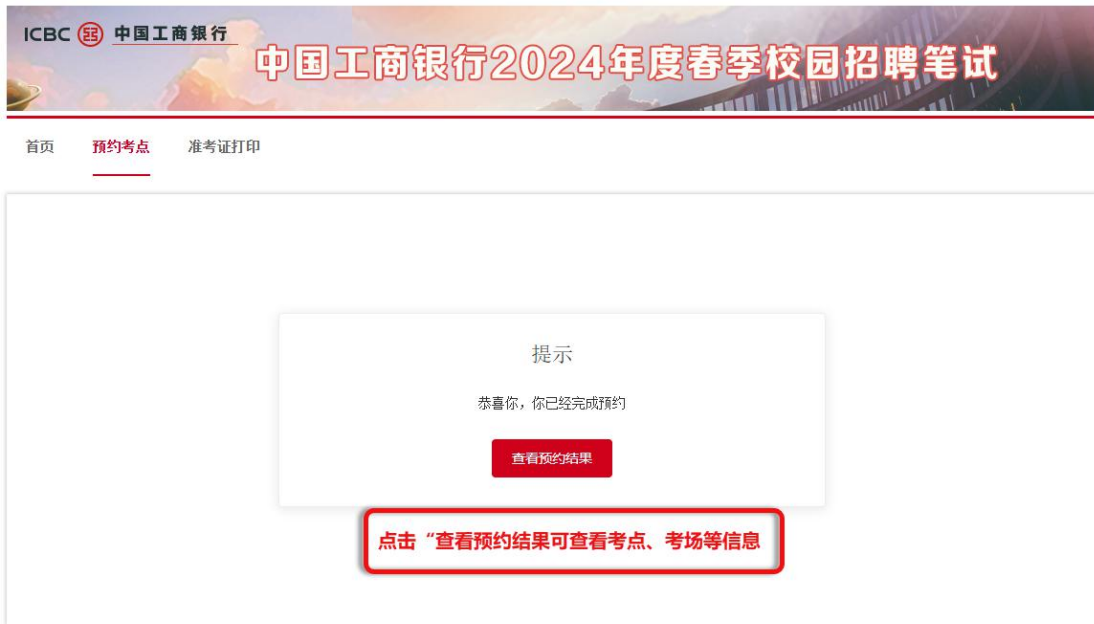 ICBC 中国工商银行
中国工商银行2024年度春季校园招聘笔试
首页 预约考点 准考证打印
提示
恭喜你，你已经完成预约
查看预约结果
点击“查看预约结果可查看考点、考场等信息